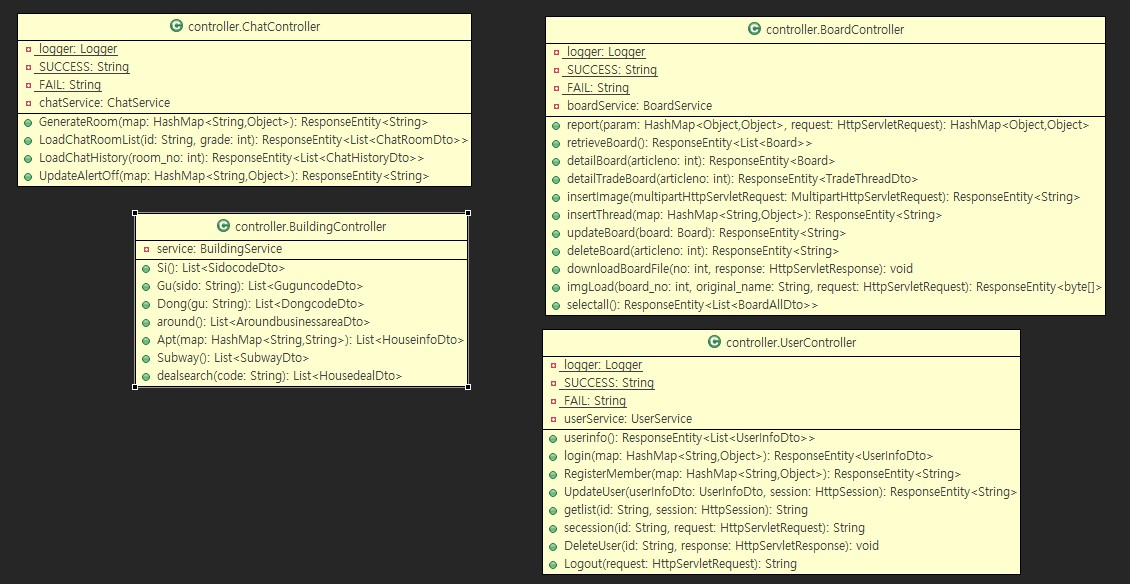 controller.ChatController
logger: Logger
SUCCESS: String
FAIL: String
chatService: ChatService
GenerateRoom(map: HashMap<String,Object>): ResponseEntity<String>
LoadChatRoomList(id: String, grade: int): ResponseEntity<List<ChatRoomDto>>
LoadChatHistory(room_no: int): ResponseEntity<List<ChatHistoryDto>>
UpdateAlertOff(map: HashMap<String,Object>): ResponseEntity<String>
controller.BuildingController
service: BuildingService
Si(): List<SidocodeDto>
Gu(sido: String): List<GuguncodeDto>
Dong(gu: String): List<DongcodeDto>
around(): List<AroundbusinessareaDto>
Apt(map: HashMap<String,String>): List<HouseinfoDto>
Subway(): List<SubwayDto>
dealsearch(code: String): List<HousedealDto>
controller.BoardController
logger: Logger
SUCCESS: String
FAIL: String
boardService: BoardService
report(param: HashMap<Object,Object>, request: HttpServletRequest): HashMap<Object,Object>
retrieveBoard(): ResponseEntity<List<Board>>
detailBoard(articleno: int): ResponseEntity<Board>
detailTradeBoard(articleno: int): ResponseEntity<TradeThreadDto>
insertImage(multipartHttpServletRequest: MultipartHttpServletRequest): ResponseEntity<String>
insertThread(map: HashMap<String,Object>): ResponseEntity<String>
updateBoard(board: Board): ResponseEntity<String>
deleteBoard(articleno: int): ResponseEntity<String>
downloadBoardFile(no: int, response: HttpServletResponse): void
imgLoad(board_no: int, original_name: String, request: HttpServletRequest): ResponseEntity<byte[]>
selectall(): ResponseEntity<List<BoardAllDto>>
controller.UserController
logger: Logger
SUCCESS: String
FAIL: String
userService: UserService
userinfo(): ResponseEntity<List<UserInfoDto>>
login(map: HashMap<String,Object>): ResponseEntity<UserInfoDto>
RegisterMember(map: HashMap<String,Object>): ResponseEntity<String>
UpdateUser(userInfoDto: UserInfoDto, session: HttpSession): ResponseEntity<String>
getlist(id: String, session: HttpSession): String
secession(id: String, request: HttpServletRequest): String
DeleteUser(id: String, response: HttpServletResponse): void
Logout(request: HttpServletRequest): String